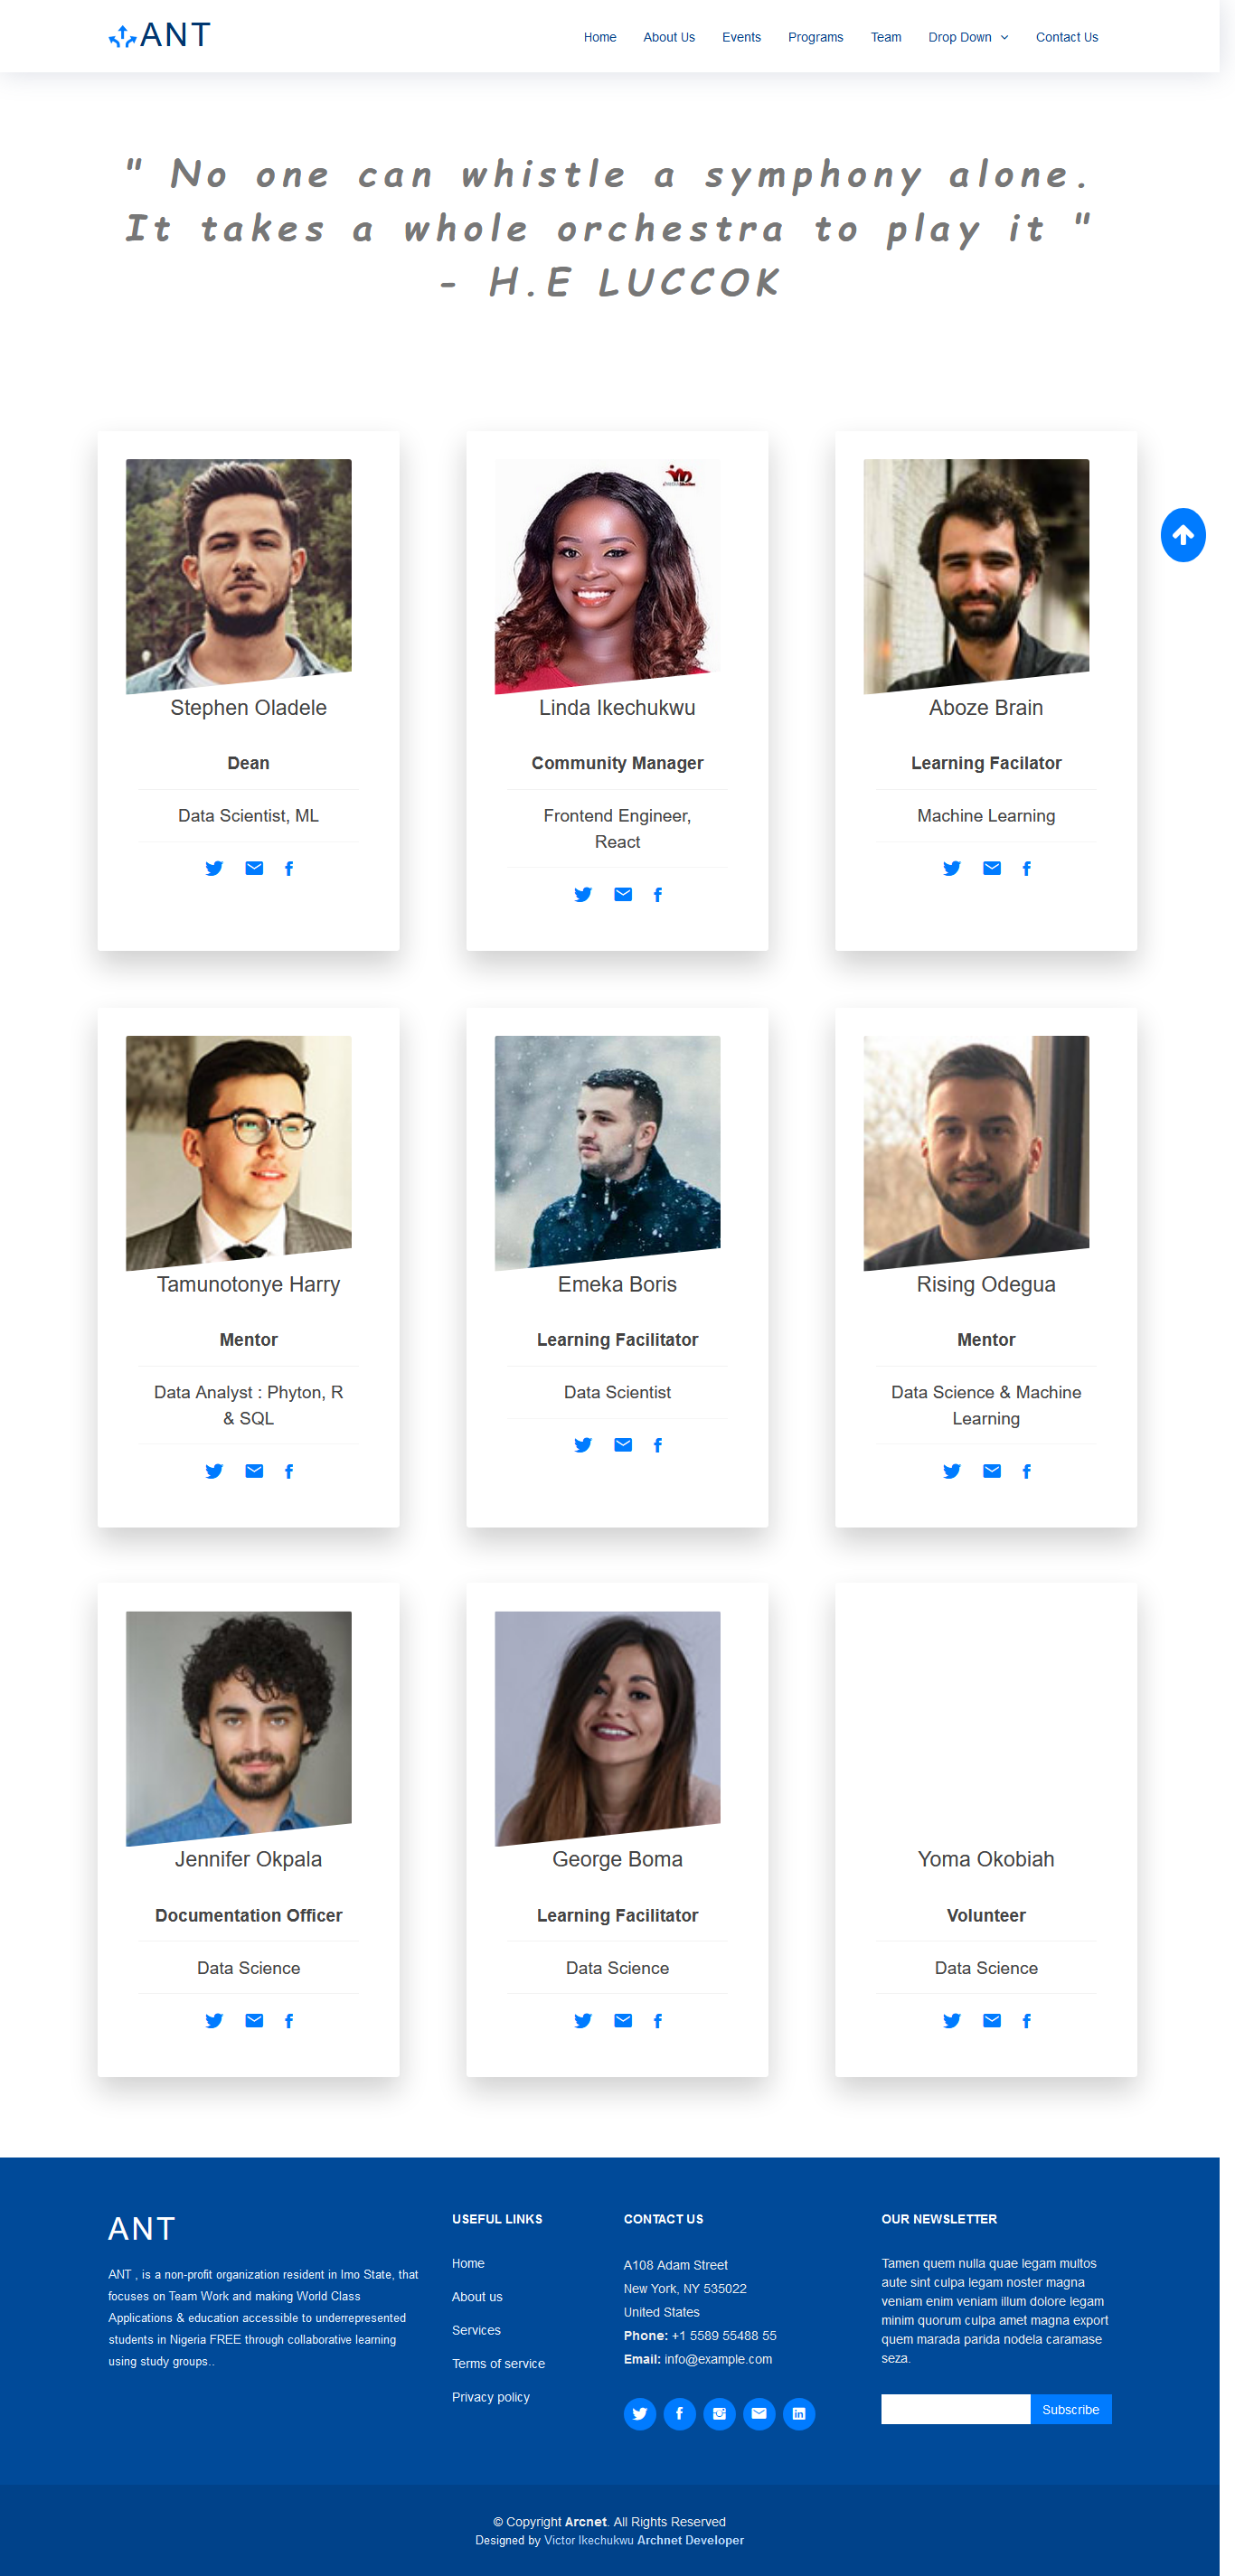 ANT
Home About Us Events Programs Team Drop Down Contact Us
" No one can whistle a symphony alone.
It takes a whole orchestra to play it "
- H.E LUCCOK
Stephen Oladele
Dean
Data Scientist, ML
Linda Ikechukwu
Community Manager
Frontend Engineer,
React
Aboze Brain
Learning Facilator
Machine Learning
Tamunotonye Harry
Mentor
Data Analyst : Phyton, R
& SQL
Emeka Boris
Learning Facilitator
Data Scientist
Rising Odegua
Mentor
Data Science & Machine
Learning
Jennifer Okpala
Documentation Officer
Data Science
George Boma
Learning Facilitator
Data Science
Yoma Okobiah
Volunteer
Data Science
ANT
ANT , is a non-profit organization resident in Imo State, that
focuses on Team Work and making World Class
Applications & education accessible to underrepresented
students in Nigeria FREE through collaborative learning
using study groups..
USEFUL LINKS
Home
About us
Services
Terms of service
Privacy policy
CONTACT US
A108 Adam Street
New York, NY 535022
United States
Phone: +1 5589 55488 55
Email: info@example.com
OUR NEWSLETTER
Tamen quem nulla quae legam multos
aute sint culpa legam noster magna
veniam enim veniam illum dolore legam
minim quorum culpa amet magna export
quem marada parida nodela caramase
seza.
Subscribe
© Copyright Arcnet. All Rights Reserved
Designed by Victor Ikechukwu Archnet Developer